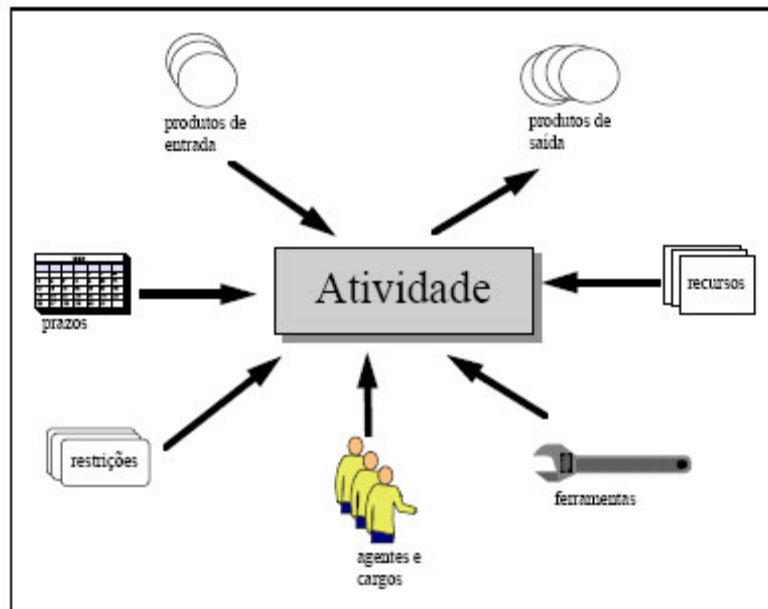 produtos de
entrada
produtos de
saída
Atividade
prazos
recursos
restrições
agentes e
cargos
ferramentas